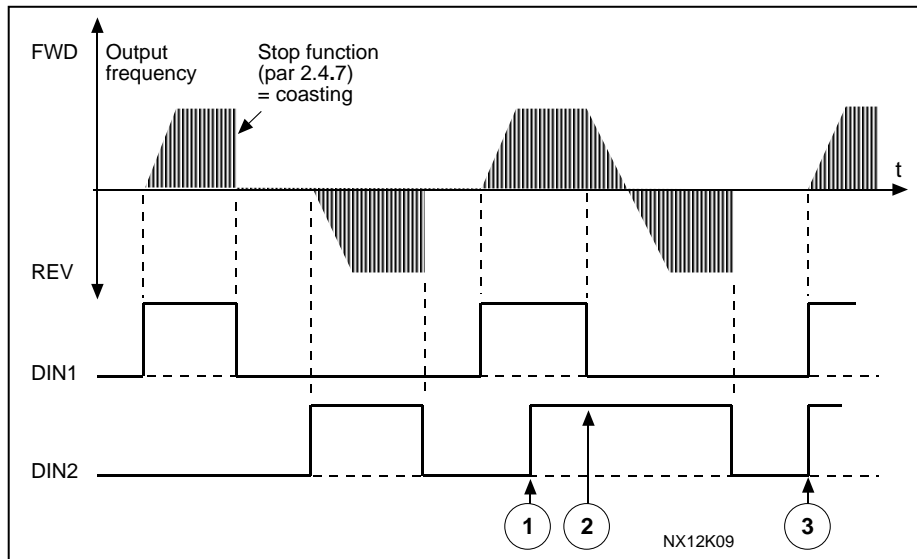 FWD
Output
frequency
Stop function
(par 2.4.7)
= coasting
t
REV
DIN1
DIN2
1
2
3
NX12K09